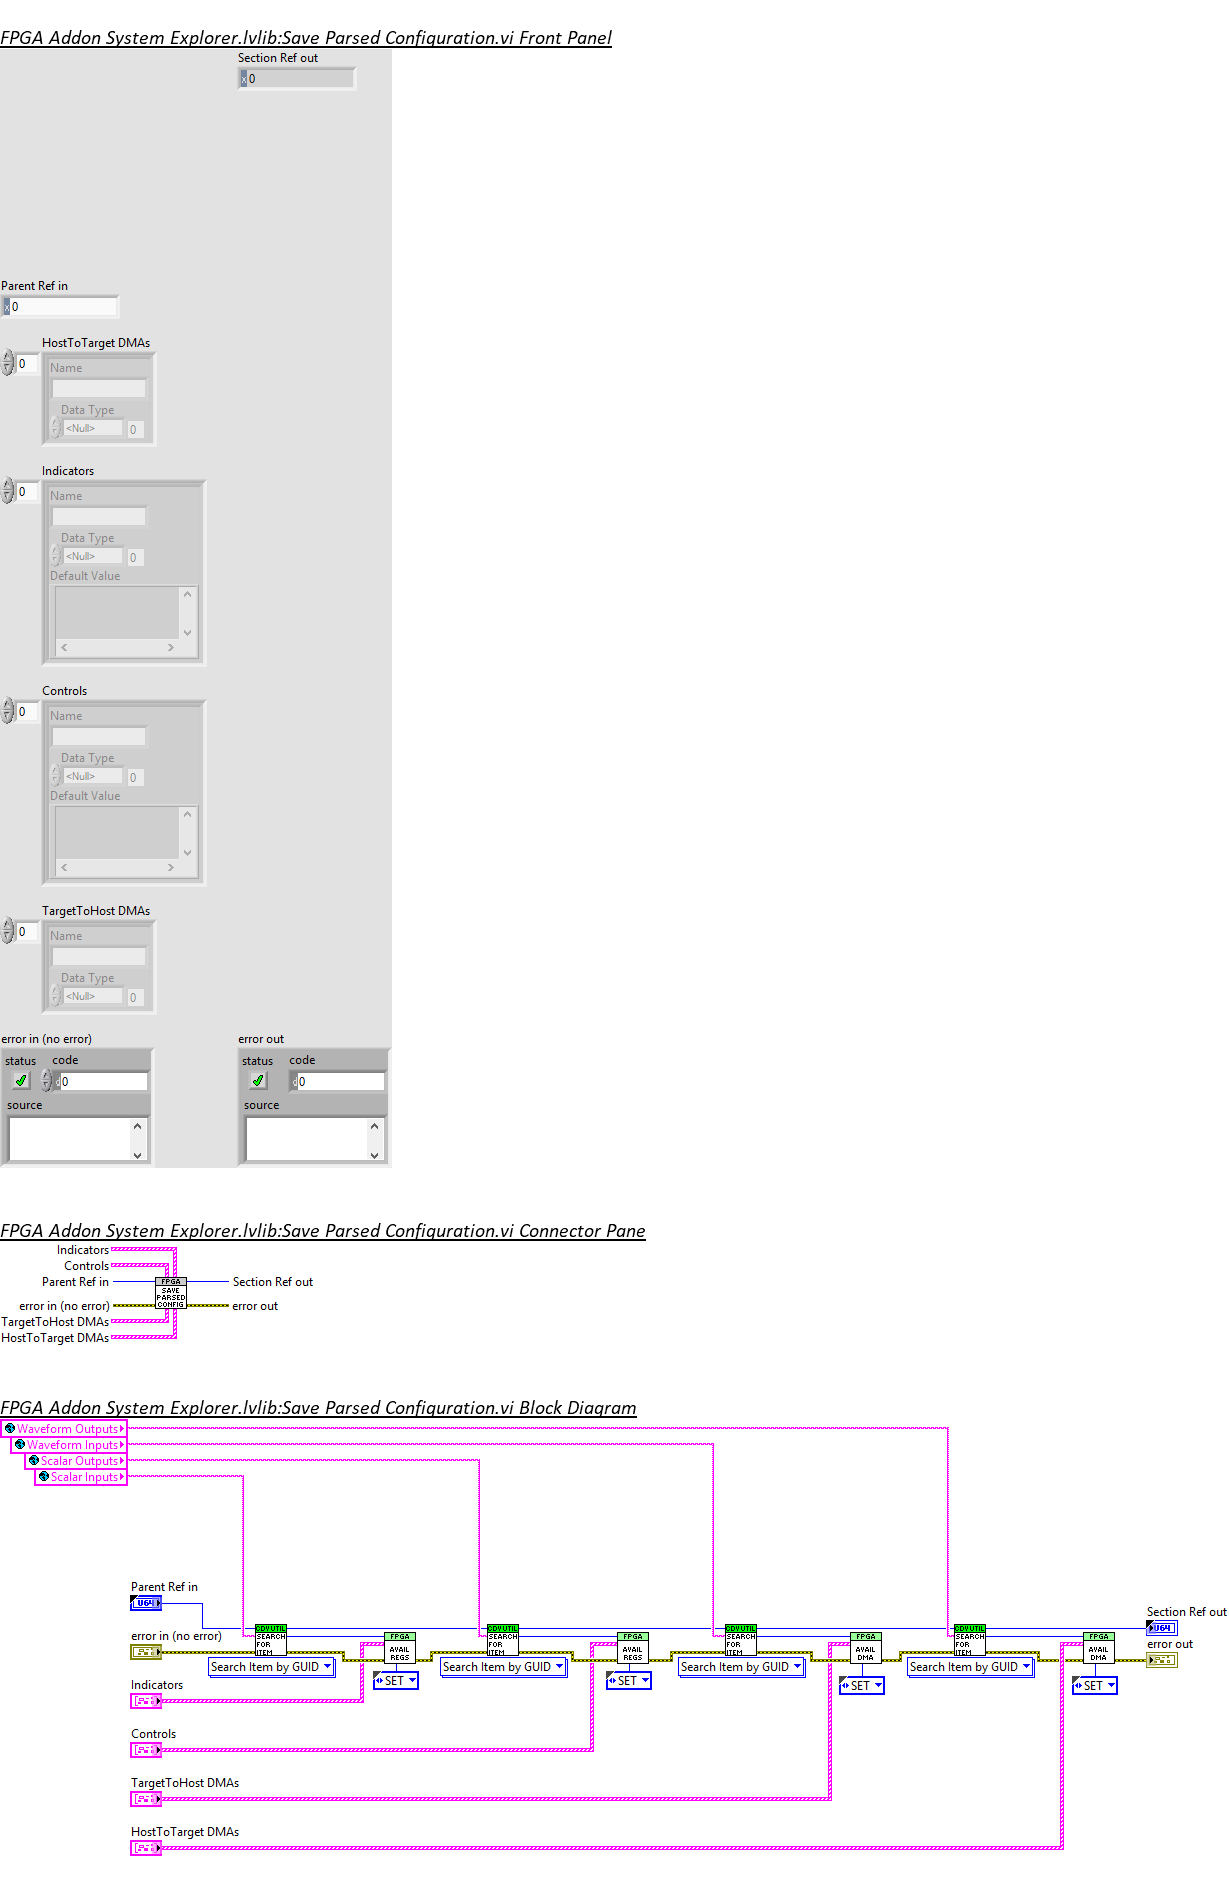 FPGA Addon System Explorer.lvlib:Save Parsed Configuration.vi Front Panel
Section Ref out
x 0
Parent Ref in
x 0
HostToTarget DMAs
0
Name
Data Type
<Null> 0
Indicators
0
Name
Data Type
<Null> 0
Default Value
Controls
0
Name
Data Type
<Null> 0
Default Value
TargetToHost DMAs
0
Name
Data Type
<Null> 0
error in (no error) error out
status code status code
d 0 d 0
source source
FPGA Addon System Explorer.lvlib:Save Parsed Configuration.vi Connector Pane
Indicators
Controls
Parent Ref in Section Ref out
FPGA
SAVE
PARSED
CONFIG
error in (no error) error out
TargetToHost DMAs
HostToTarget DMAs
FPGA Addon System Explorer.lvlib:Save Parsed Configuration.vi Block Diagram
Waveform Outputs
Waveform Inputs
Scalar Outputs
Scalar Inputs
Parent Ref in
U64
Section Ref out
U64
error in (no error)
error out
CDVUTIL
SEARCH
FOR
ITEM
Search Item by GUID
FPGA
AVAIL
REGS
SET
CDVUTIL
SEARCH
FOR
ITEM
Search Item by GUID
FPGA
AVAIL
REGS
SET
CDVUTIL
SEARCH
FOR
ITEM
Search Item by GUID
FPGA
AVAIL
DMA
SET
CDVUTIL
SEARCH
FOR
ITEM
Search Item by GUID
FPGA
AVAIL
DMA
SET
Indicators
Controls
TargetToHost DMAs
HostToTarget DMAs